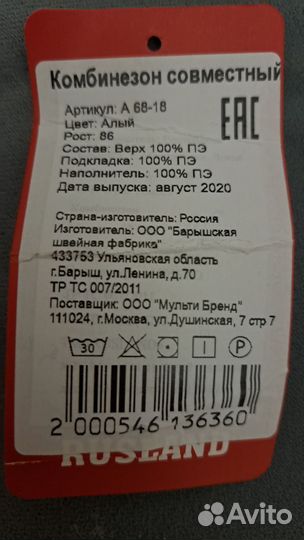 Комбинезон совместный
Артикул: А 68-18
Цвет: Алый
Рост: 86
Состав: Верх 100% ПЭ
Подкладка: 100% ПЭ
Наполнитель: 100% ПЭ
Дата выпуска: август 2020
EAC
Страна-изготовитель: Россия
Изготовитель: ООО "Барышская
швейная фабрика"
433753 Ульяновская область
г.Барыш, ул.Ленина, д.70
ТР ТС 007/2011
Поставщик: ООО "Мульти Бренд"
111024, г.Москва, ул.Душинская, 7 стр 7
30 P
2 000546 136360
RUSLAND
Avito